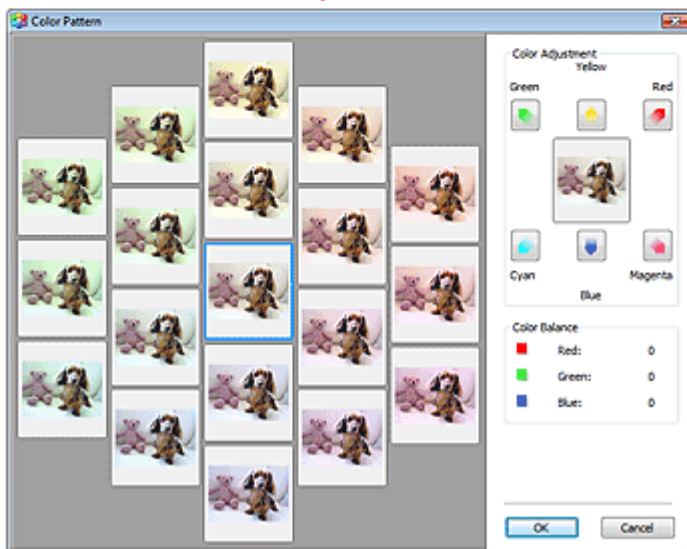 Color Pattern
Color Adjustment
Yellow
Green
Red
Cyan
Magenta
Blue
Color Balance
Red: 0
Green: 0
Blue: 0
OK
Cancel